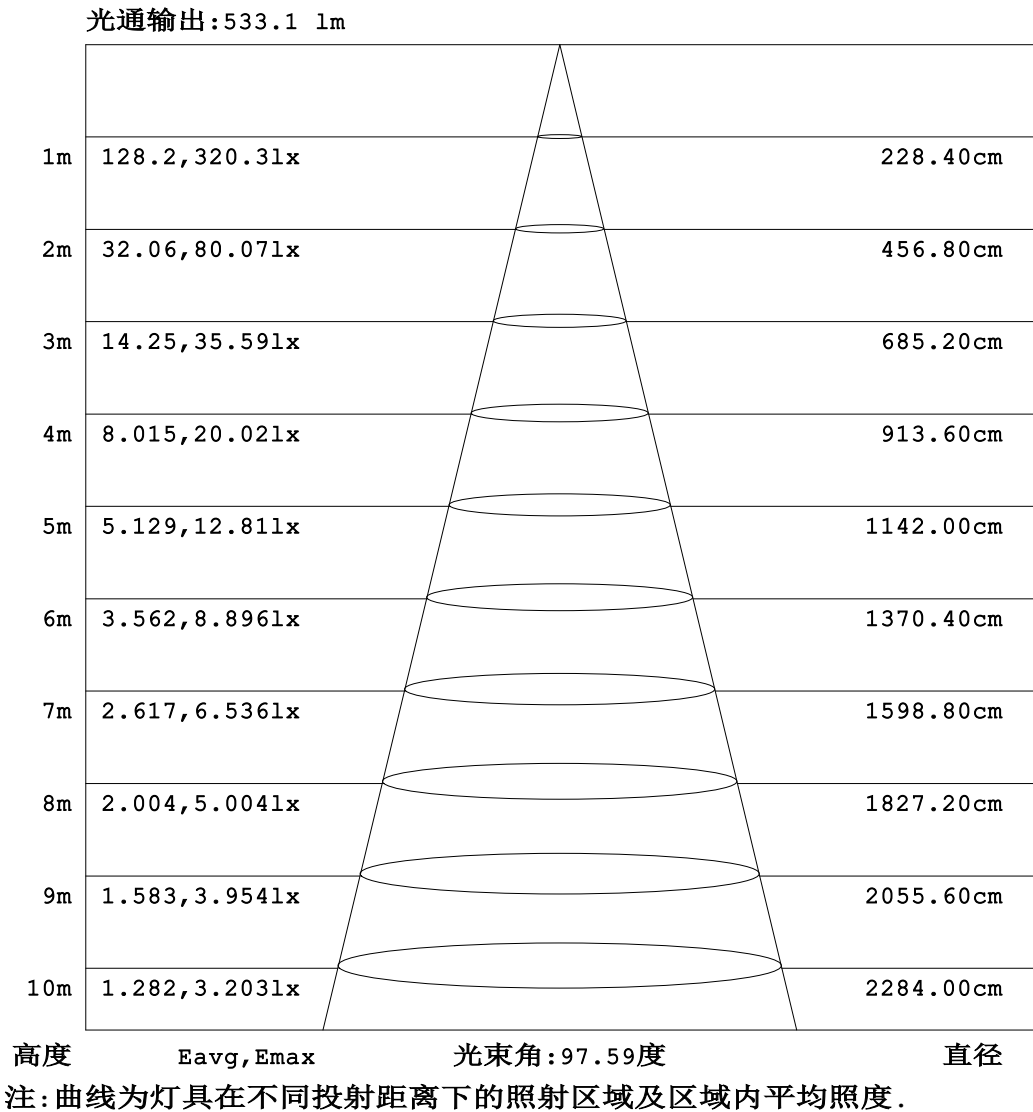 光通输出:533.1 lm
1m 128.2,320.3lx 228.40cm
2m 32.06,80.07lx 456.80cm
3m 14.25,35.59lx 685.20cm
4m 8.015,20.02lx 913.60cm
5m 5.129,12.81lx 1142.00cm
6m 3.562,8.896lx 1370.40cm
7m 2.617,6.536lx 1598.80cm
8m 2.004,5.004lx 1827.20cm
9m 1.583,3.954lx 2055.60cm
10m 1.282,3.203lx 2284.00cm
高度 Eavg,Emax 光束角:97.59度 直径
注:曲线为灯具在不同投射距离下的照射区域及区域内平均照度.